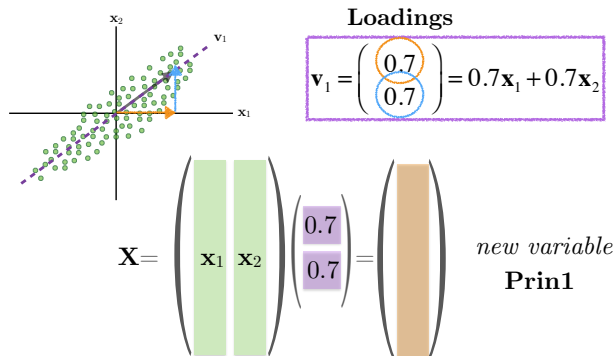 Loadings
x₂
v₁
x₁
v₁ = ( 0.7 0.7 ) = 0.7x₁ + 0.7x₂
X = ( x₁ x₂ ) ( 0.7 0.7 ) = ( )
new variable
Prin1